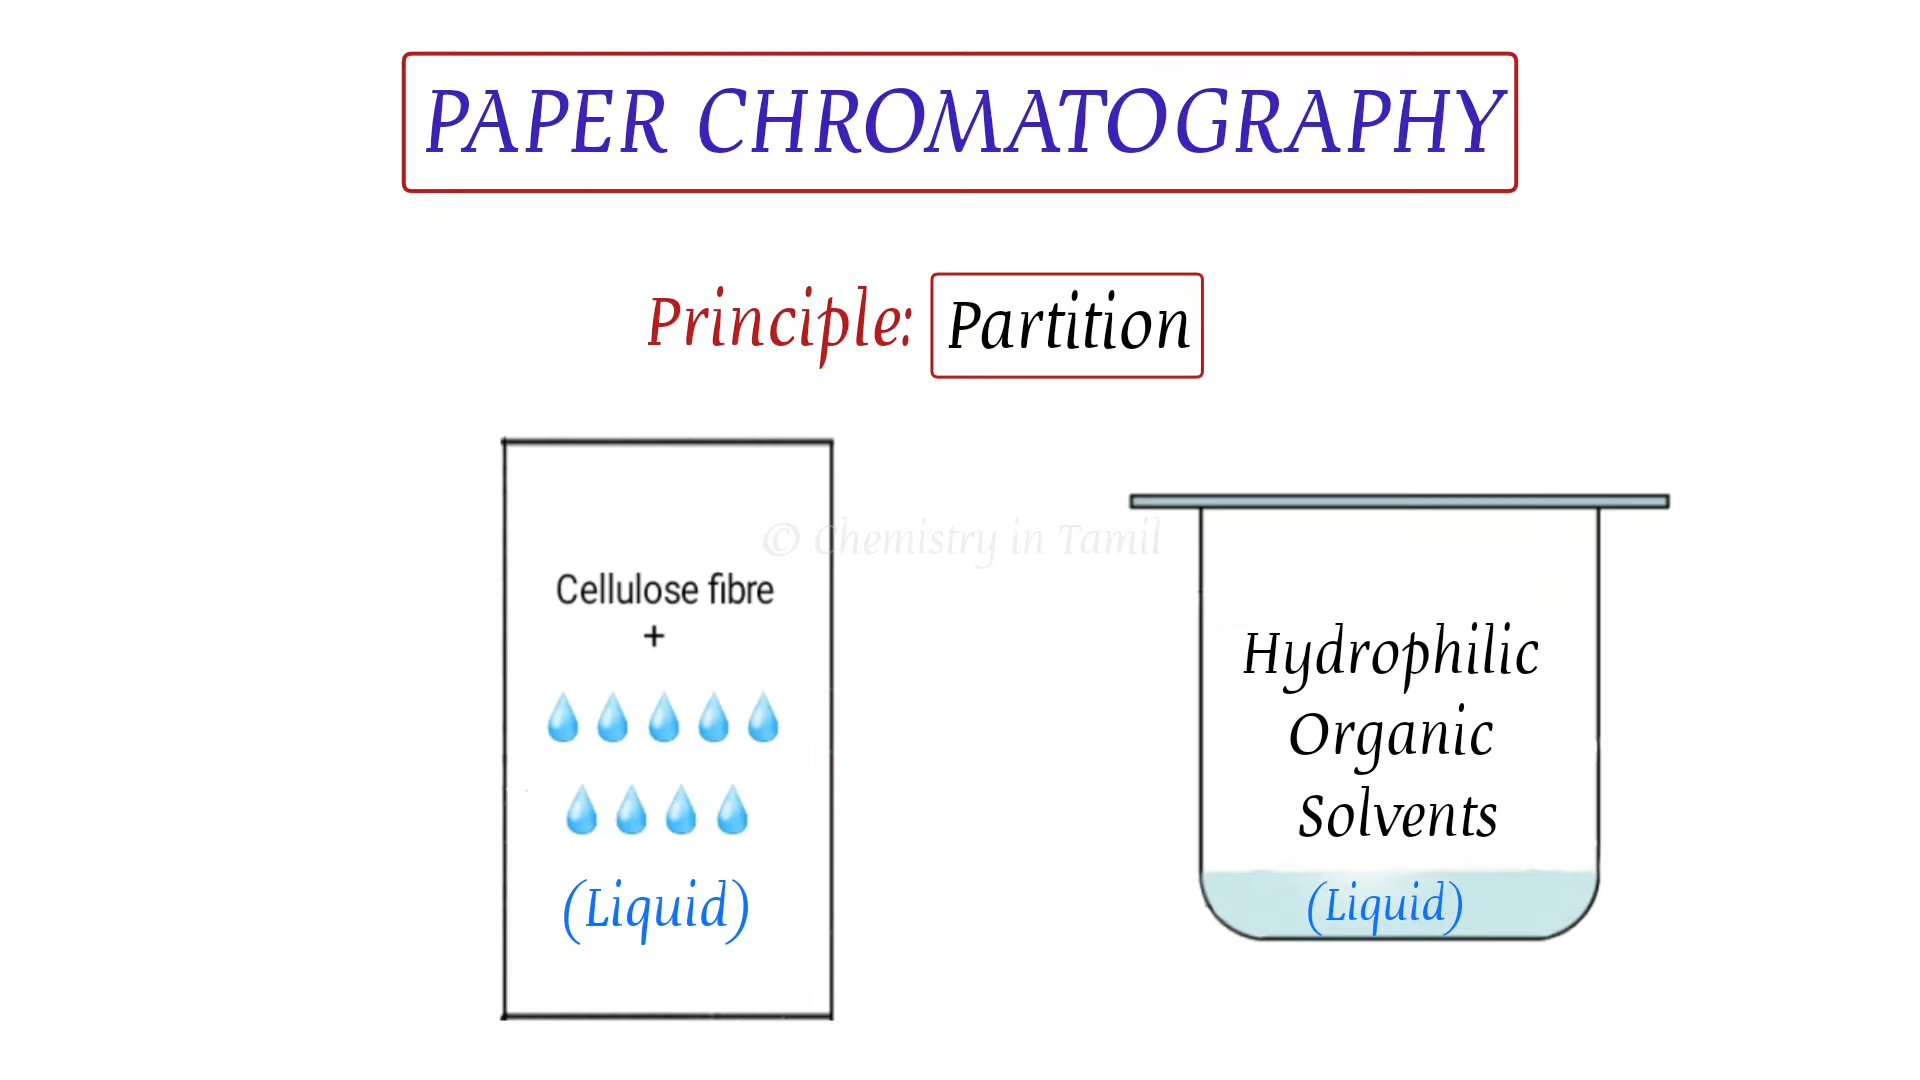 PAPER CHROMATOGRAPHY
Principle: Partition
© Chemistry in Tamil
Cellulose fibre
+
(Liquid)
Hydrophilic
Organic
Solvents
(Liquid)